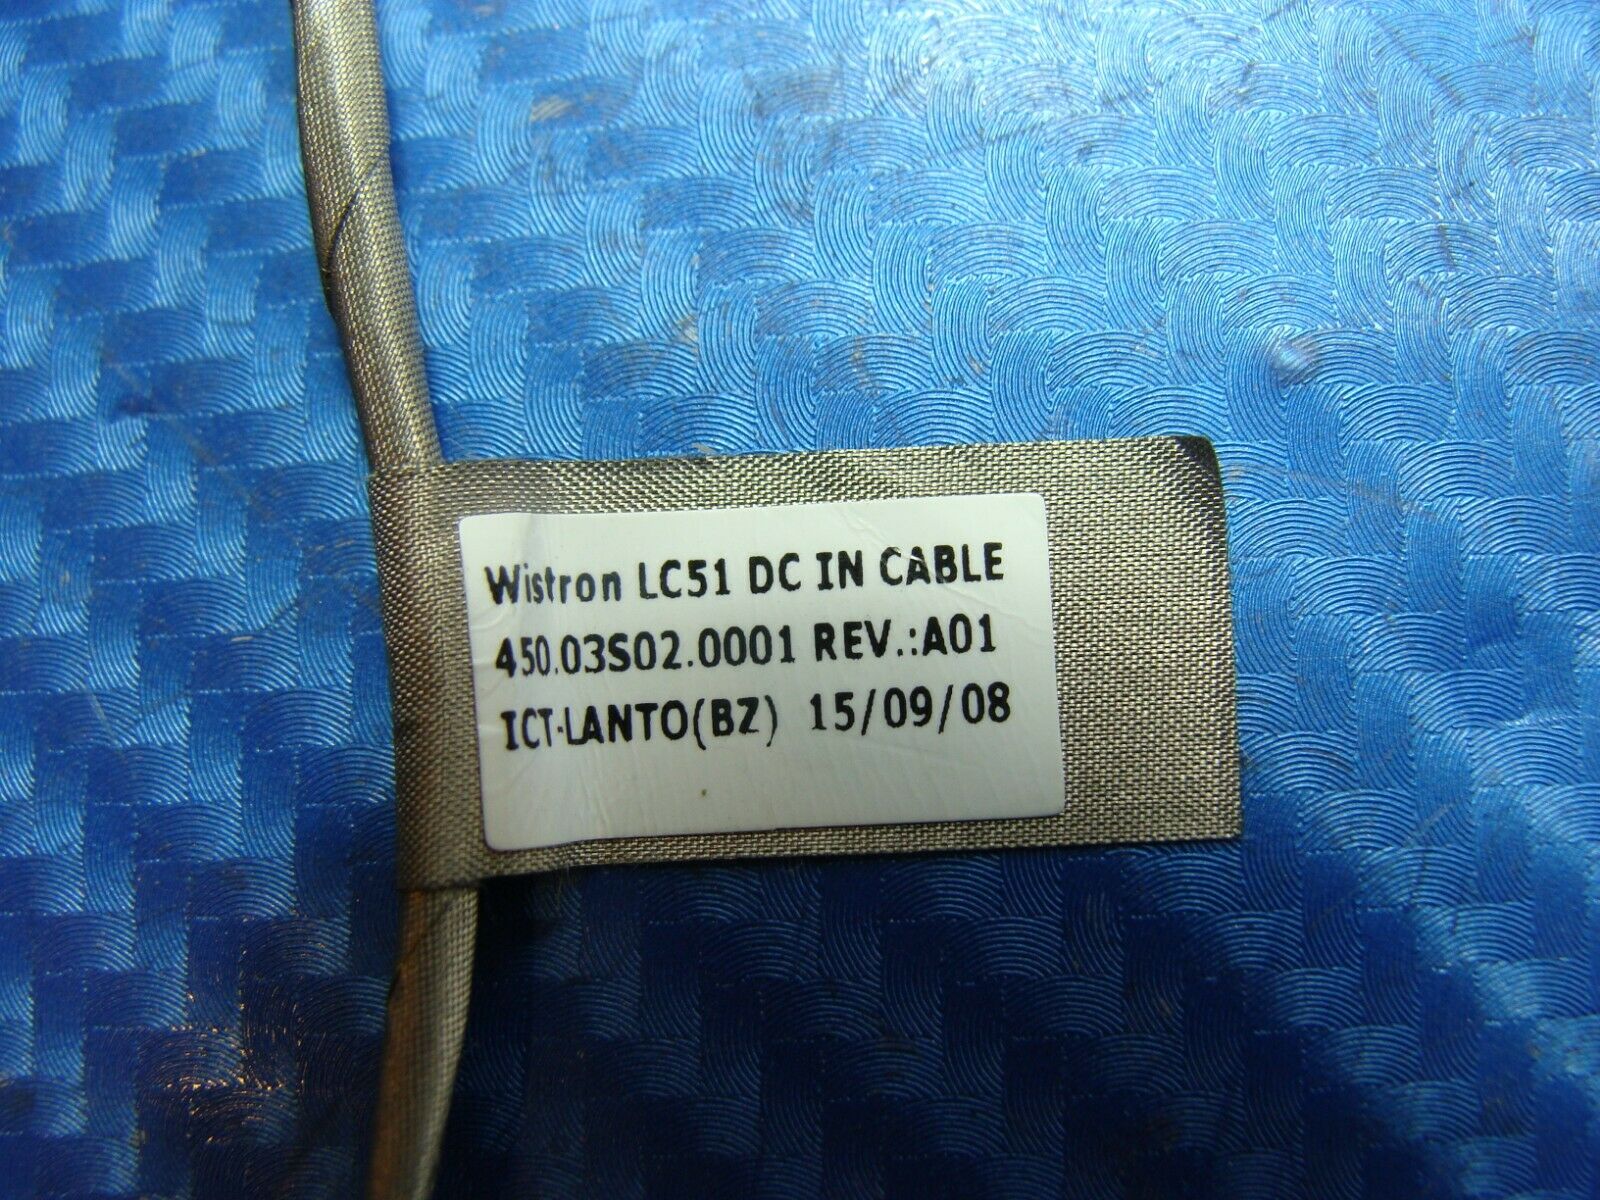 Wistron LC51 DC IN CABLE
450.03S02.0001 REV.:A01
ICT-LANTO(BZ) 15/09/08